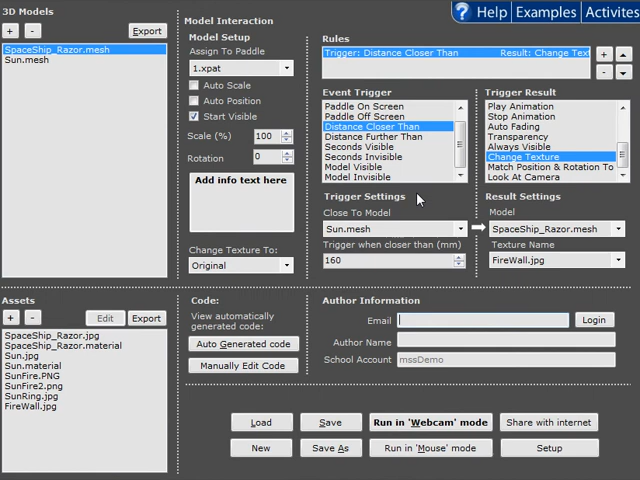 Help Examples Activites
3D Models
+ - Export
SpaceShip_Razor.mesh
Sun.mesh
Model Interaction
Model Setup
Assign To Paddle
1.xpat
Auto Scale
Auto Position
Start Visible
Scale (%) 100
Rotation 0
Add info text here
Change Texture To:
Original
Rules
Trigger: Distance Closer Than Result: Change Text
+
-
Event Trigger
Paddle On Screen
Paddle Off Screen
Distance Closer Than
Distance Further Than
Seconds Visible
Seconds Invisible
Model Visible
Model Invisible
Trigger Result
Play Animation
Stop Animation
Auto Fading
Transparency
Always Visible
Change Texture
Match Position & Rotation To
Look At Camera
Trigger Settings
Close To Model
Sun.mesh
Trigger when closer than (mm)
160
Result Settings
Model
SpaceShip_Razor.mesh
Texture Name
FireWall.jpg
Assets
+ - Edit Export
SpaceShip_Razor.jpg
SpaceShip_Razor.material
Sun.jpg
Sun.material
SunFire.PNG
SunFire2.png
SunRing.jpg
FireWall.jpg
Code:
View automatically
generated code:
Auto Generated code
Manually Edit Code
Author Information
Email Login
Author Name
School Account mssDemo
Load Save Run in 'Webcam' mode Share with internet
New Save As Run in 'Mouse' mode Setup